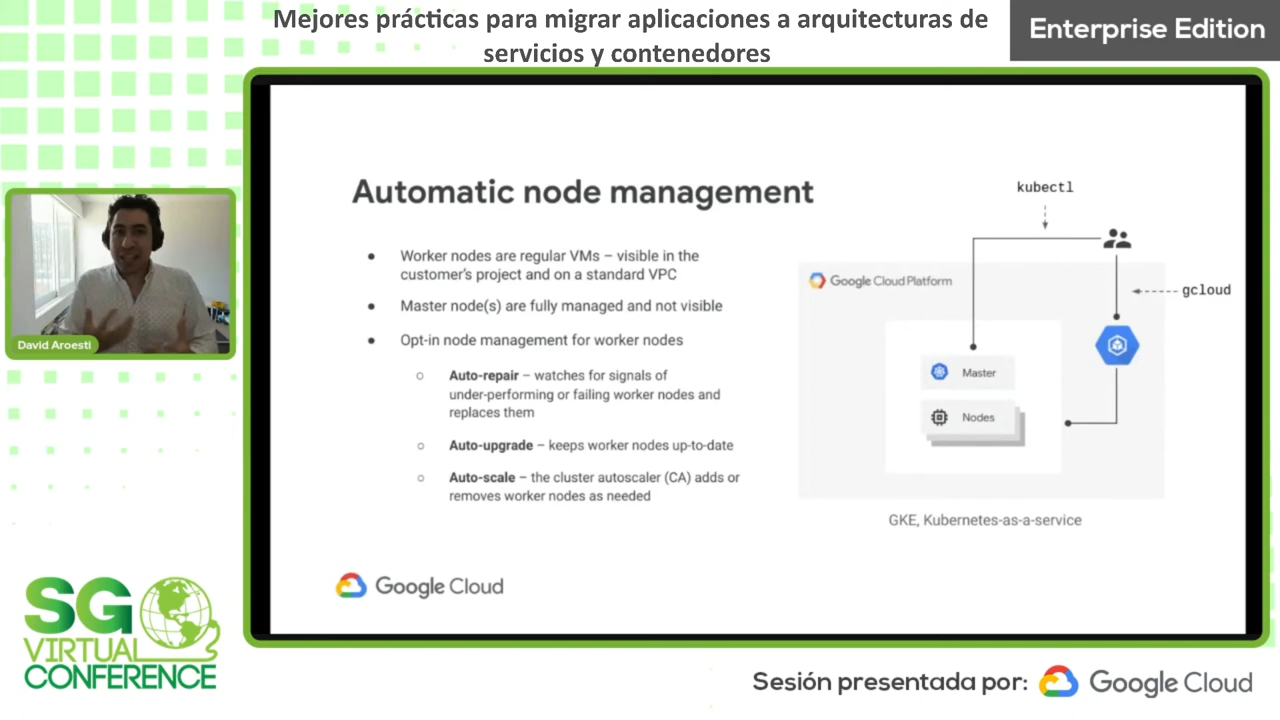 Mejores prácticas para migrar aplicaciones a arquitecturas de
servicios y contenedores
Enterprise Edition
David Aroesti
Automatic node management
• Worker nodes are regular VMs – visible in the
customer's project and on a standard VPC
• Master node(s) are fully managed and not visible
• Opt-in node management for worker nodes
○ Auto-repair – watches for signals of
under-performing or failing worker nodes and
replaces them
○ Auto-upgrade – keeps worker nodes up-to-date
○ Auto-scale – the cluster autoscaler (CA) adds or
removes worker nodes as needed
kubectl
Google Cloud Platform
gcloud
Master
Nodes
GKE, Kubernetes-as-a-service
Google Cloud
SG
VIRTUAL
CONFERENCE
Sesión presentada por: Google Cloud